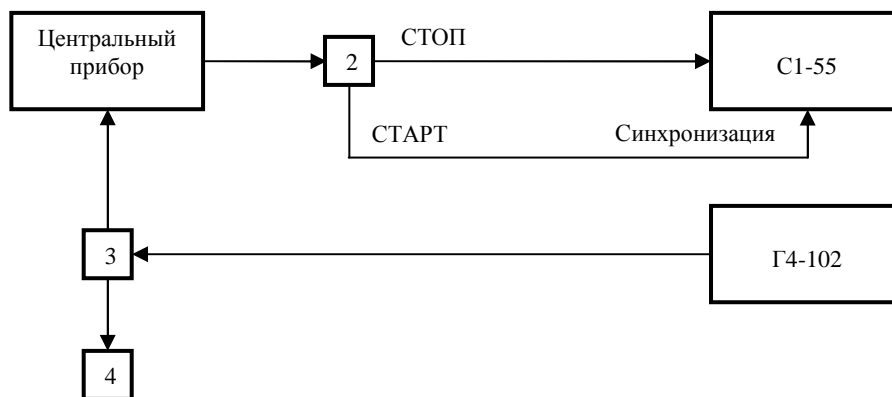 Центральный
прибор
2
СТОП
С1-55
СТАРТ
Синхронизация
3
Г4-102
4